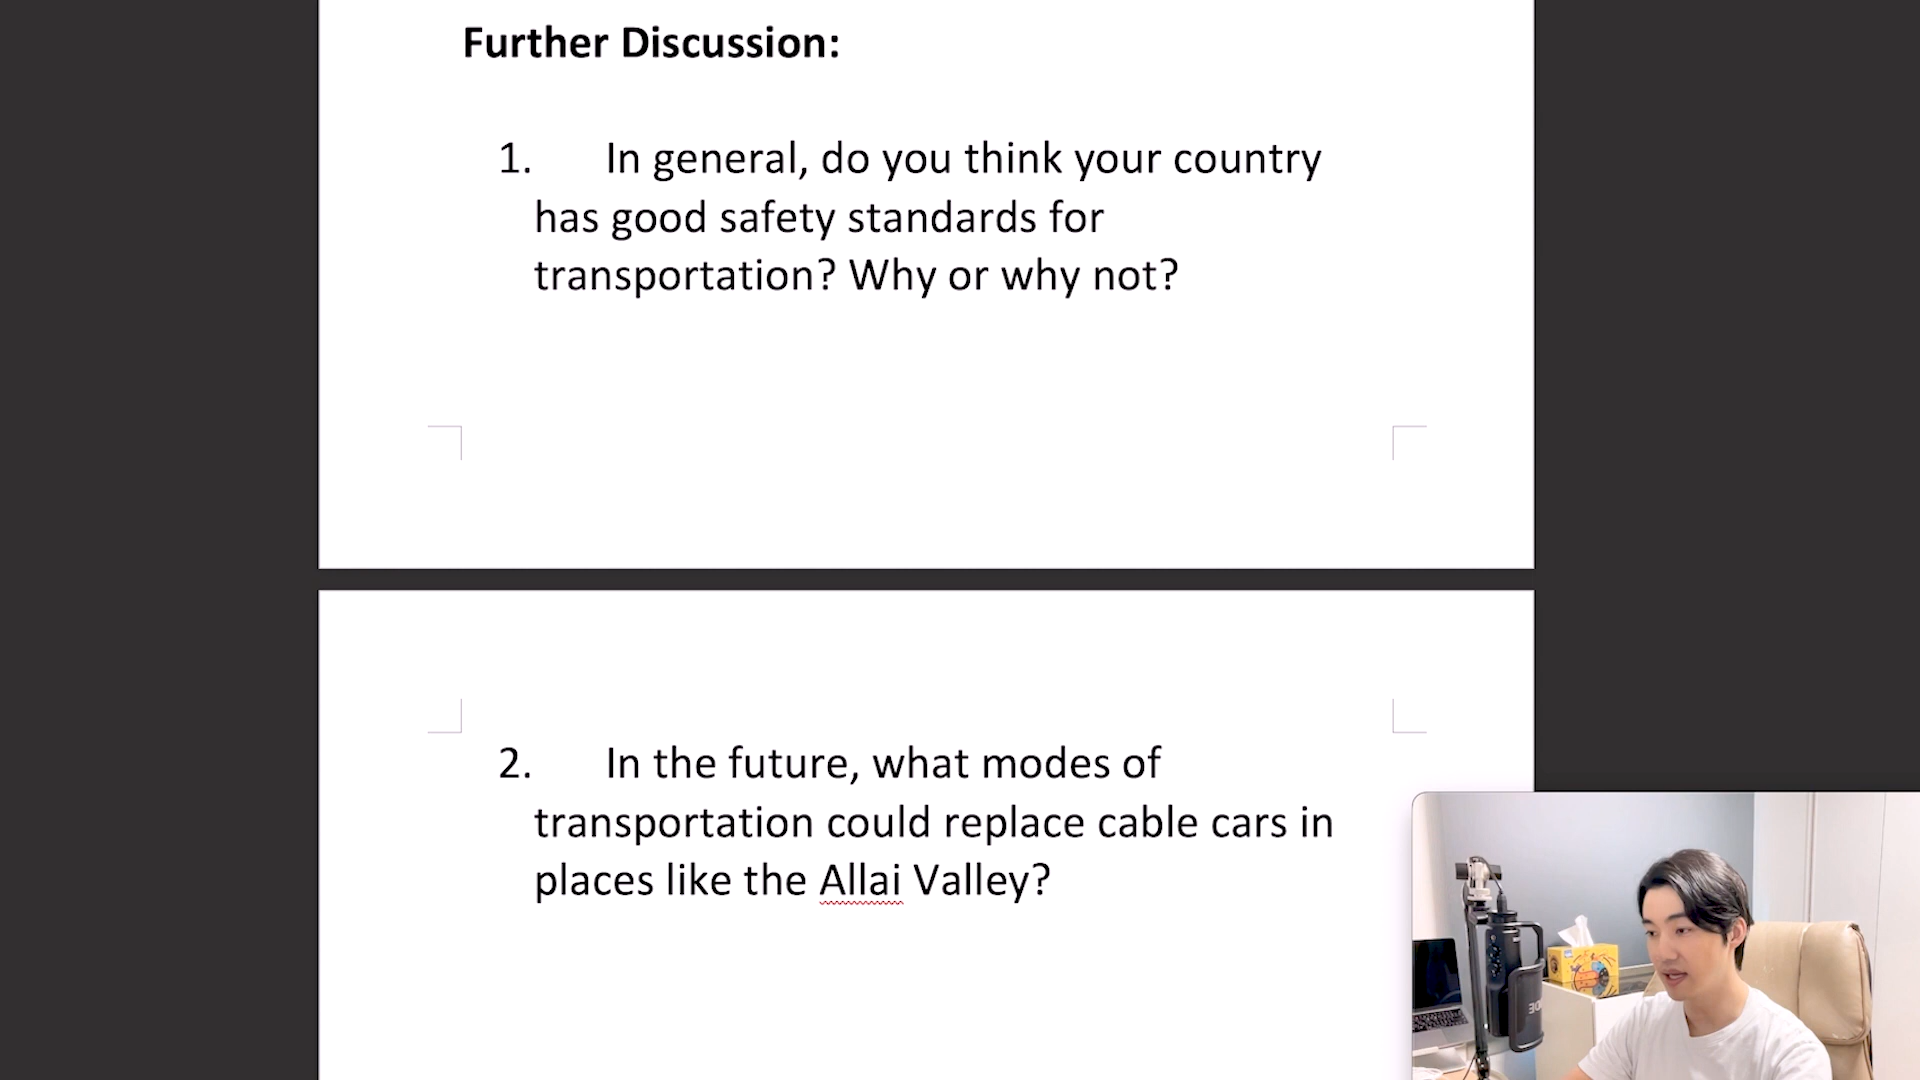 Further Discussion:
1. In general, do you think your country
has good safety standards for
transportation? Why or why not?
2. In the future, what modes of
transportation could replace cable cars in
places like the Allai Valley?